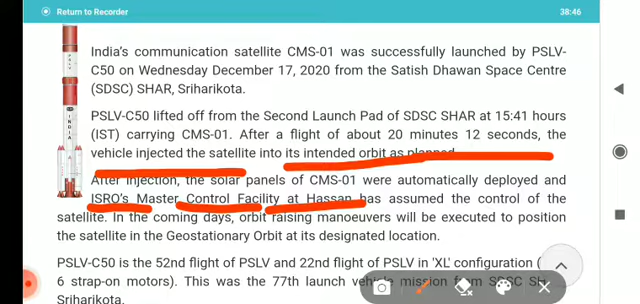 Return to Recorder
38:46
India's communication satellite CMS-01 was successfully launched by PSLV-
C50 on Wednesday December 17, 2020 from the Satish Dhawan Space Centre
(SDSC) SHAR, Sriharikota.
PSLV-C50 lifted off from the Second Launch Pad of SDSC SHAR at 15:41 hours
(IST) carrying CMS-01. After a flight of about 20 minutes 12 seconds, the
vehicle injected the satellite into its intended orbit as planned.
After injection, the solar panels of CMS-01 were automatically deployed and
ISRO's Master Control Facility at Hassan has assumed the control of the
satellite. In the coming days, orbit raising manoeuvers will be executed to position
the satellite in the Geostationary Orbit at its designated location.
PSLV-C50 is the 52nd flight of PSLV and 22nd flight of PSLV in 'XL' configuration (
6 strap-on motors). This was the 77th launch vehicle mission from SDSC SH
Sriharikota.
PSLV
INDIA